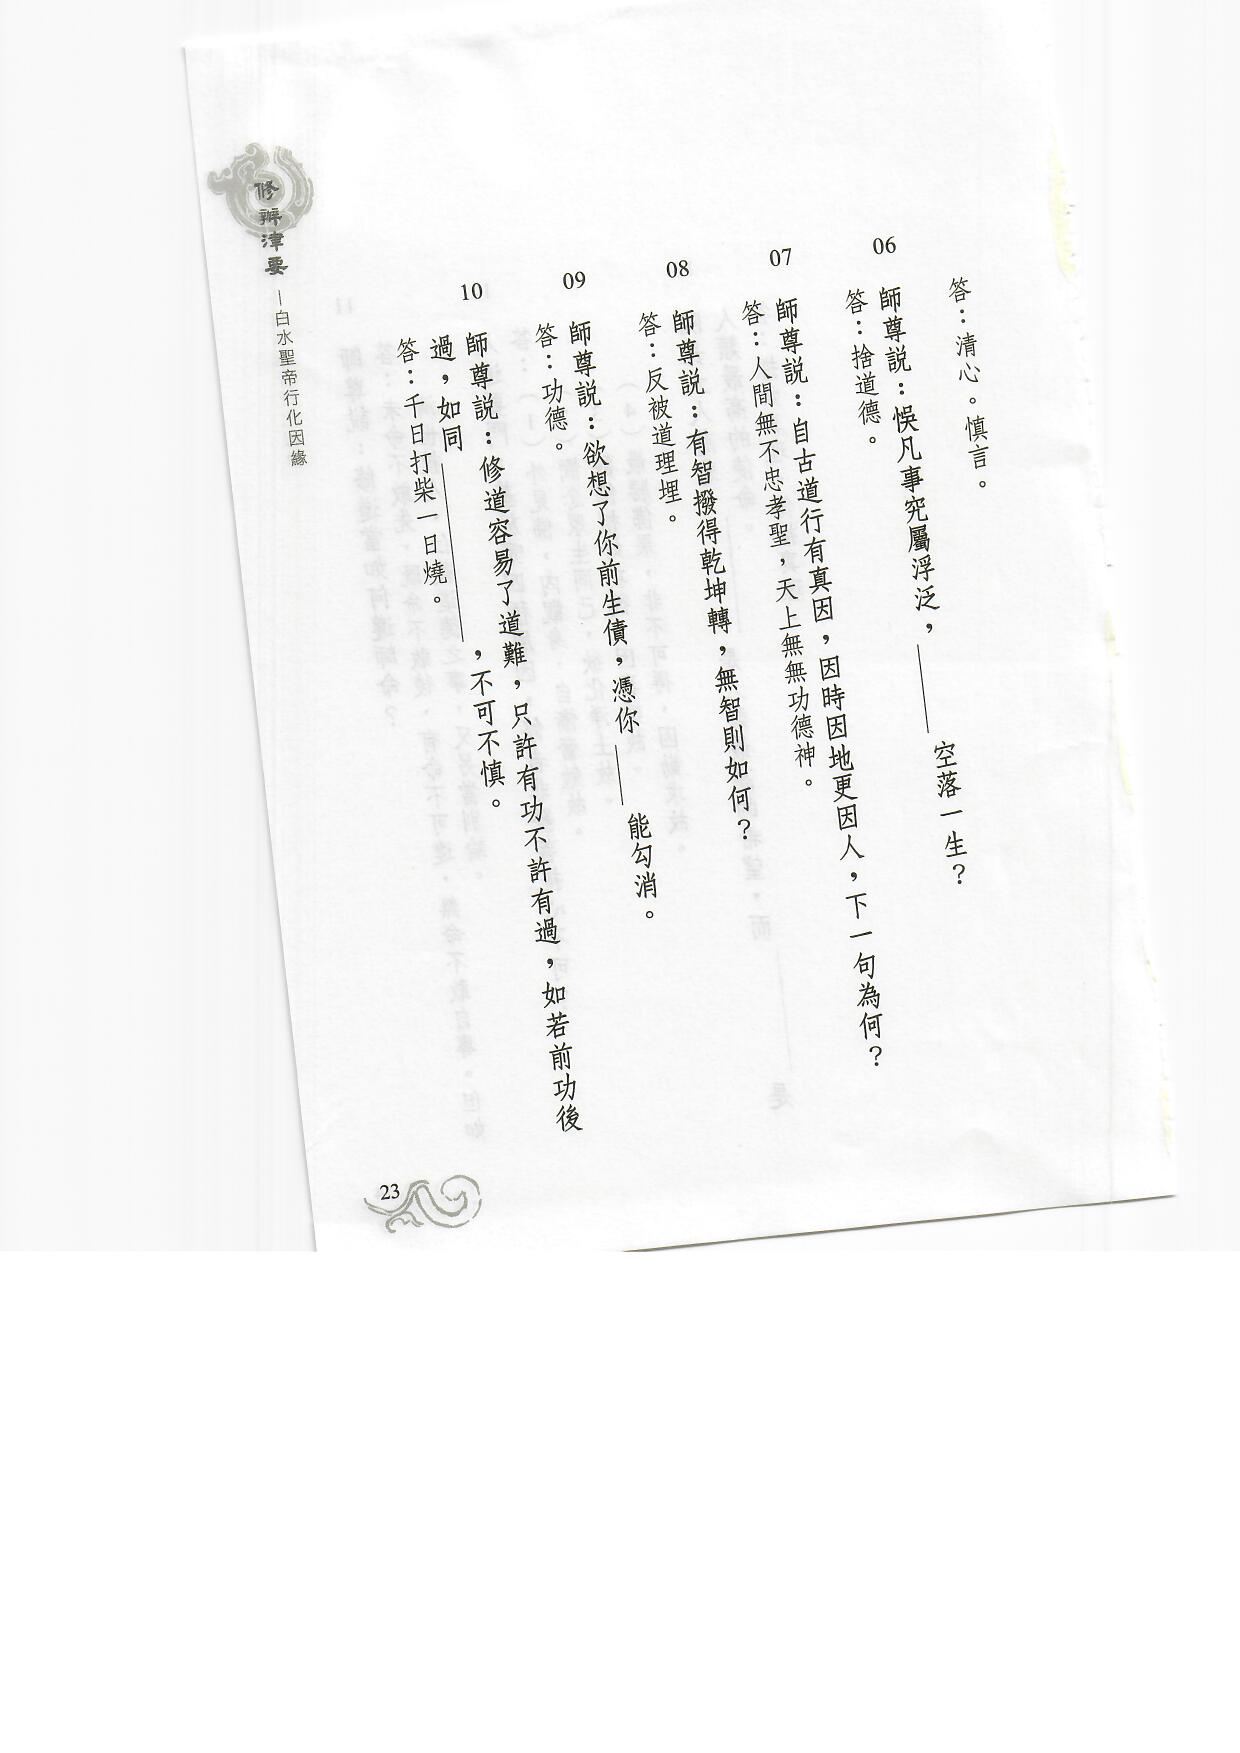 答：清心。慎言。
06 師尊說：悞凡事究屬浮泛，＿＿＿空落一生？
答：捨道德。
07 師尊說：自古道行有真因，因時因地更因人，下一句為何？
答：人間無不忠孝聖，天上無無功德神。
08 師尊說：有智撥得乾坤轉，無智則如何？
答：反被道理埋。
09 師尊說：欲想了你前生債，憑你＿＿能勾消。
答：功德。
10 師尊說：修道容易了道難，只許有功不許有過，如若前功後
過，如同＿＿＿＿＿＿，不可不慎。
答：千日打柴一日燒。
修辦津要
—白水聖帝行化因緣
23